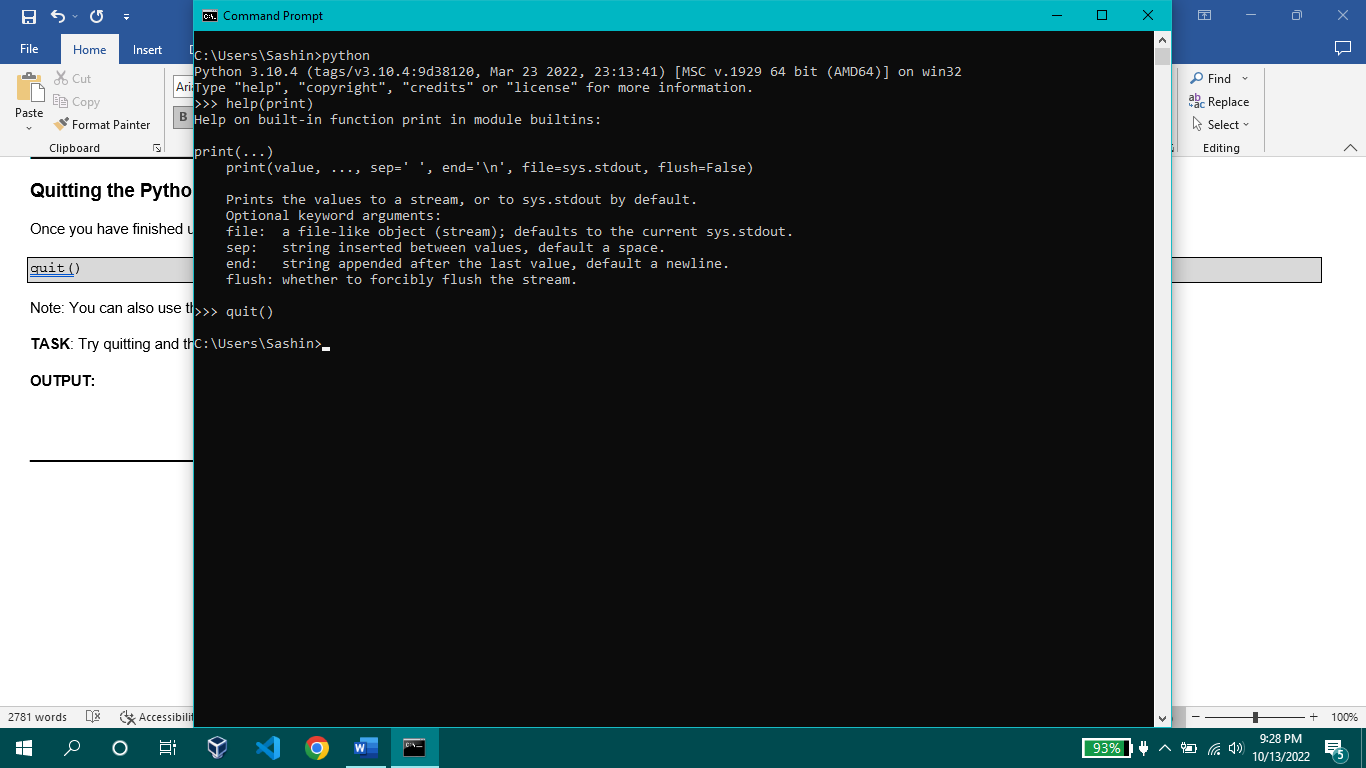 Command Prompt
File
Home
Insert
D
Paste
Cut
Copy
Format Painter
Clipboard
Aria
B
Find
Replace
Select
Editing
Quitting the Pytho
Once you have finished u
quit()
Note: You can also use th
TASK: Try quitting and th
OUTPUT:
C:\Users\Sashin>python
Python 3.10.4 (tags/v3.10.4:9d38120, Mar 23 2022, 23:13:41) [MSC v.1929 64 bit (AMD64)] on win32
Type "help", "copyright", "credits" or "license" for more information.
>>> help(print)
Help on built-in function print in module builtins:
print(...)
print(value, ..., sep=' ', end='\n', file=sys.stdout, flush=False)
Prints the values to a stream, or to sys.stdout by default.
Optional keyword arguments:
file:  a file-like object (stream); defaults to the current sys.stdout.
sep:   string inserted between values, default a space.
end:   string appended after the last value, default a newline.
flush: whether to forcibly flush the stream.
>>> quit()
C:\Users\Sashin>
2781 words
Accessibilit
100%
93%
9:28 PM
10/13/2022
5